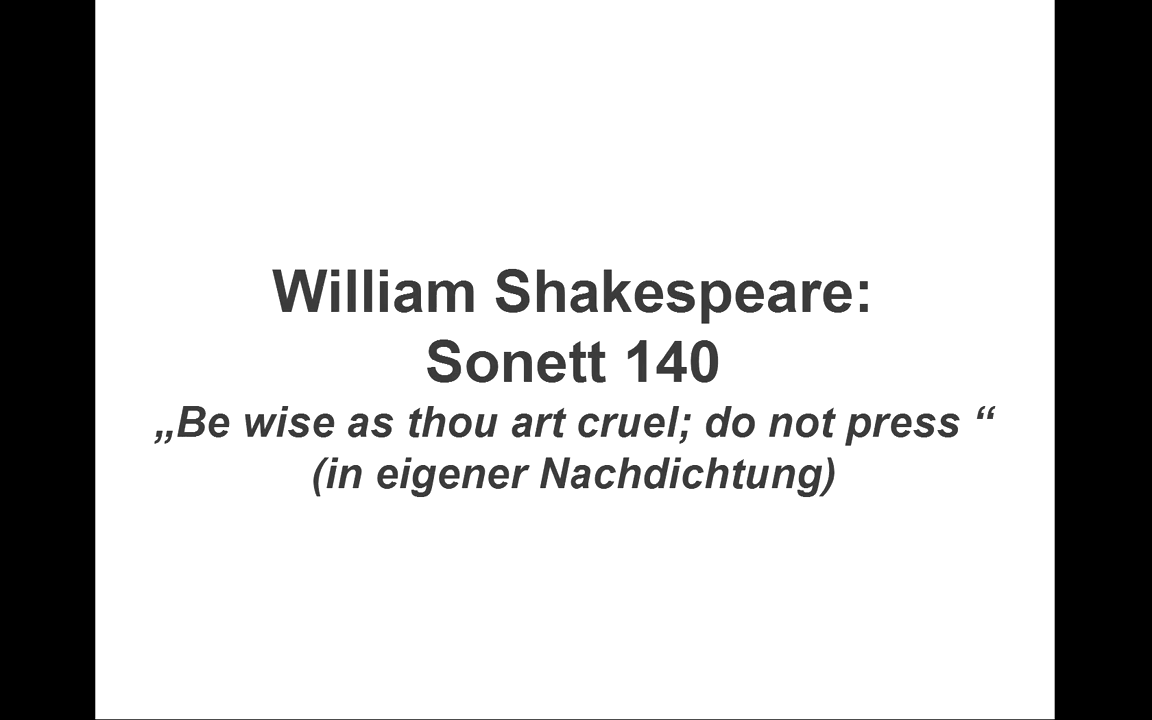 William Shakespeare:
Sonett 140
„Be wise as thou art cruel; do not press “
(in eigener Nachdichtung)